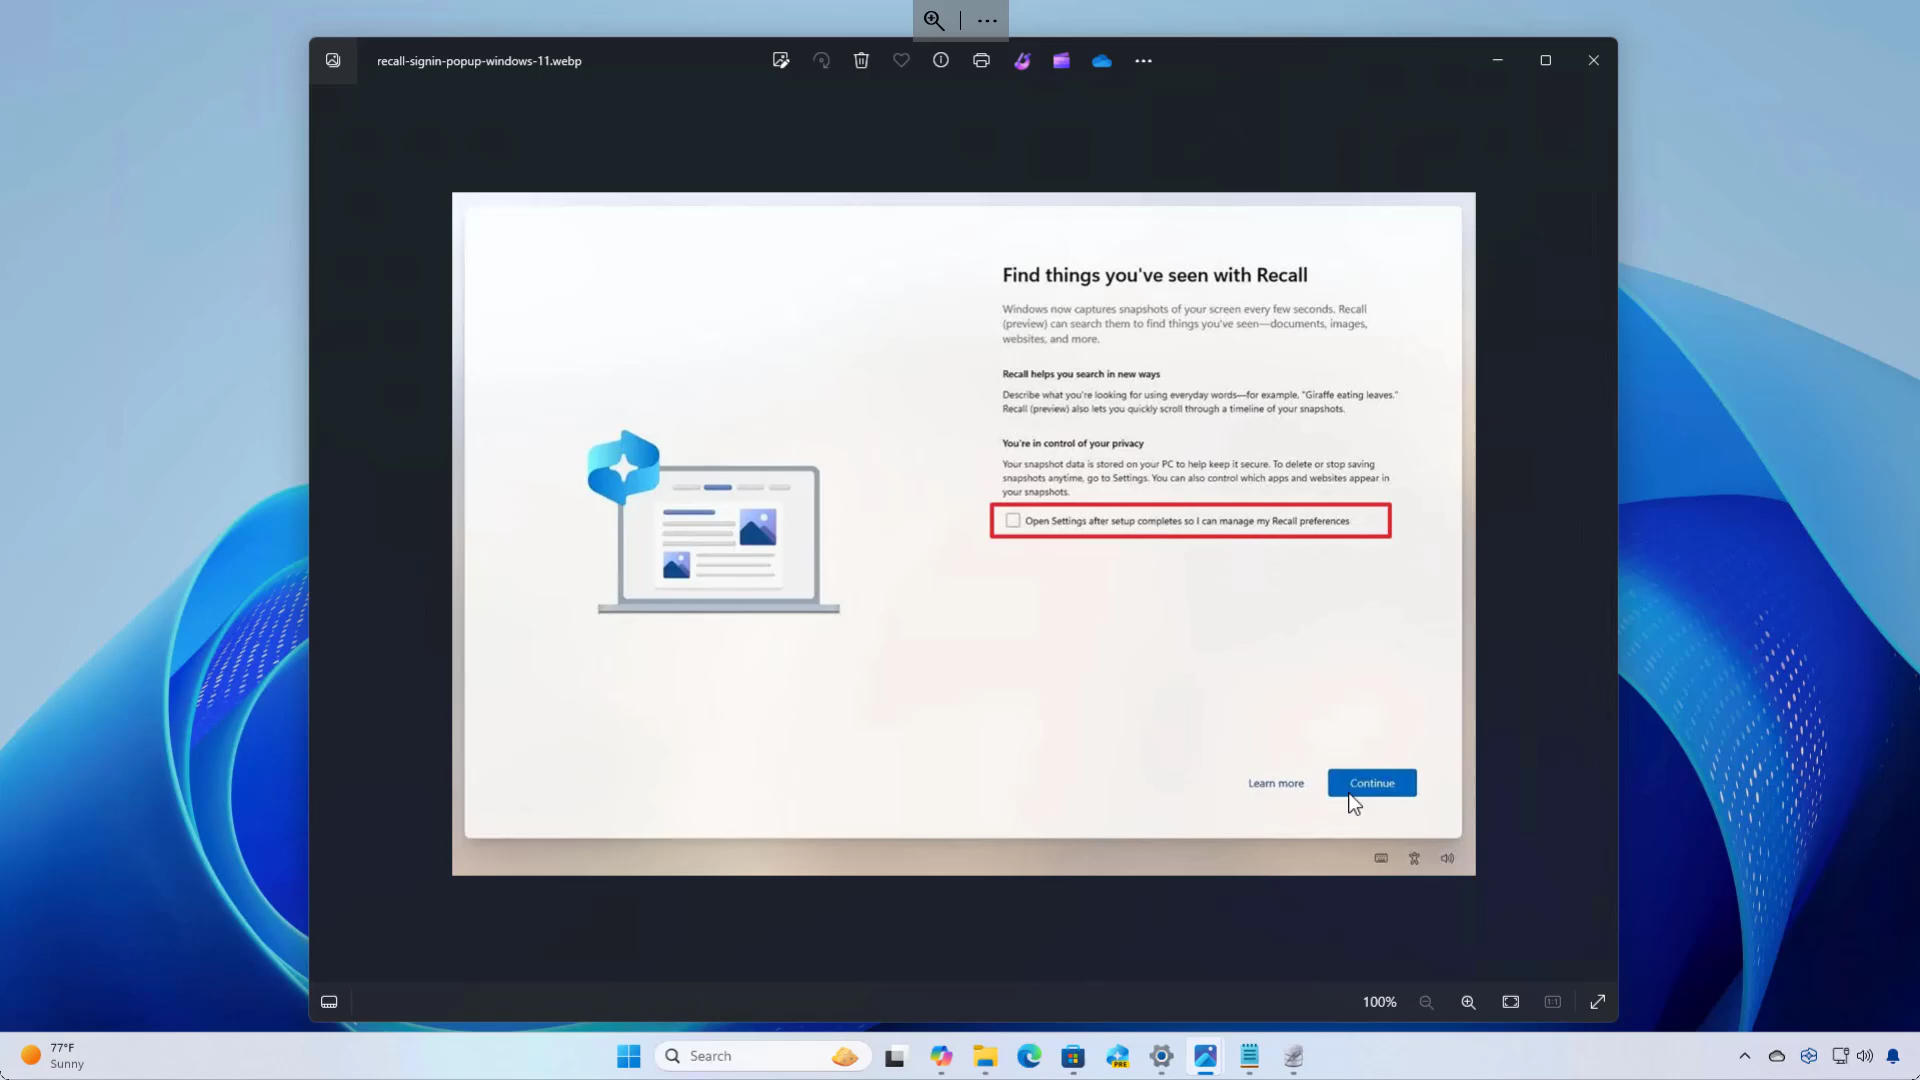 recall-signin-popup-windows-11.webp
Find things you've seen with Recall
Windows now captures snapshots of your screen every few seconds. Recall
(preview) can search them to find things you've seen—documents, images,
websites, and more.
Recall helps you search in new ways
Describe what you're looking for using everyday words—for example, "Giraffe eating leaves."
Recall (preview) also lets you quickly scroll through a timeline of your snapshots.
You're in control of your privacy
Your snapshot data is stored on your PC to help keep it secure. To delete or stop saving
snapshots anytime, go to Settings. You can also control which apps and websites appear in
your snapshots.
Open Settings after setup completes so I can manage my Recall preferences
Learn more
Continue
100%
1:1
77°F
Sunny
Search
PRE